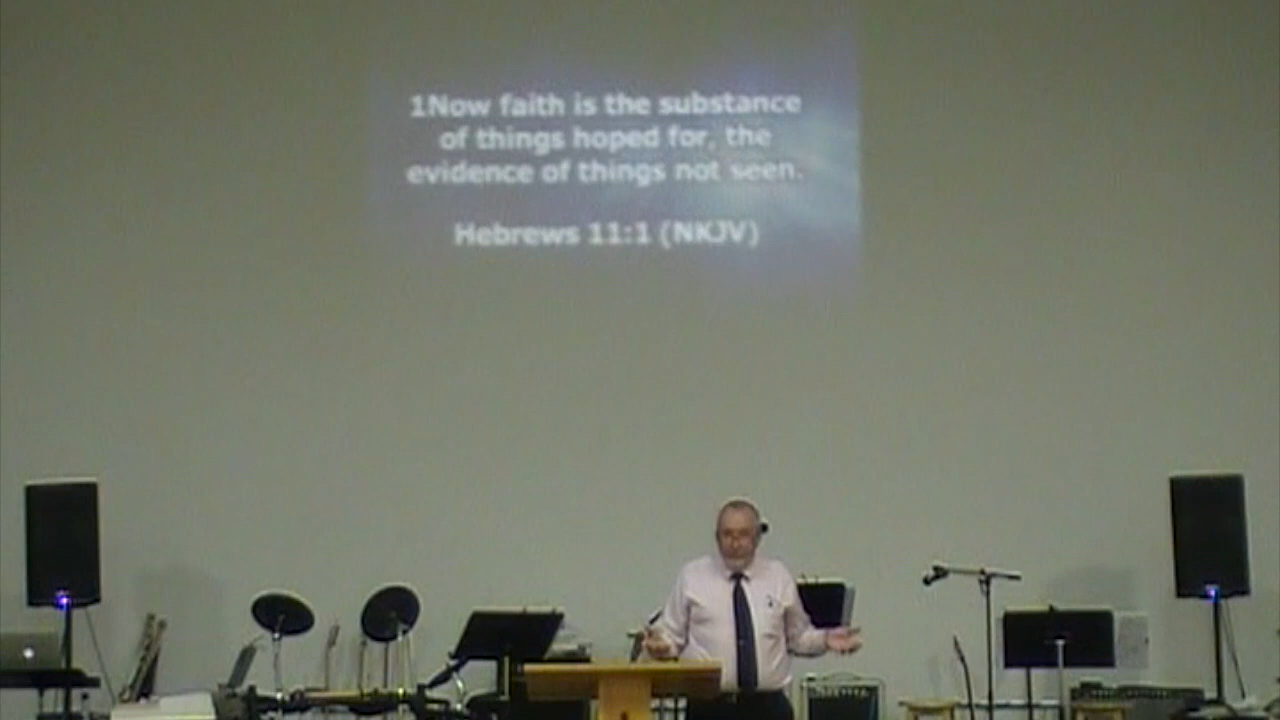 1Now faith is the substance
of things hoped for, the
evidence of things not seen.
Hebrews 11:1 (NKJV)